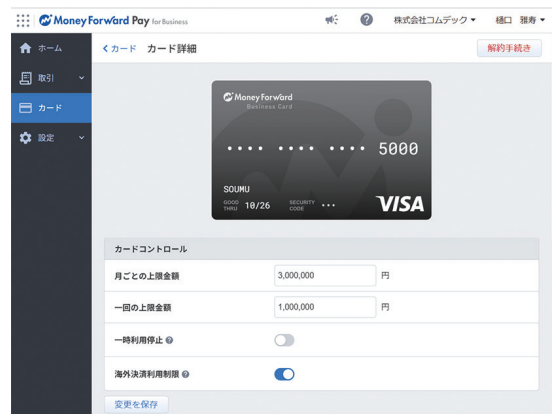 Money Forward Pay for Business 株式会社コムデック 樋口 雅寿
ホーム
取引
カード
設定
カード カード詳細 解約手続き
Money Forward
Business Card
•••• •••• •••• 5000
SOUMU
GOOD THRU 10/26 SECURITY CODE •••
VISA
カードコントロール
月ごとの上限金額 3,000,000 円
一回の上限金額 1,000,000 円
一時利用停止
海外決済利用制限
変更を保存